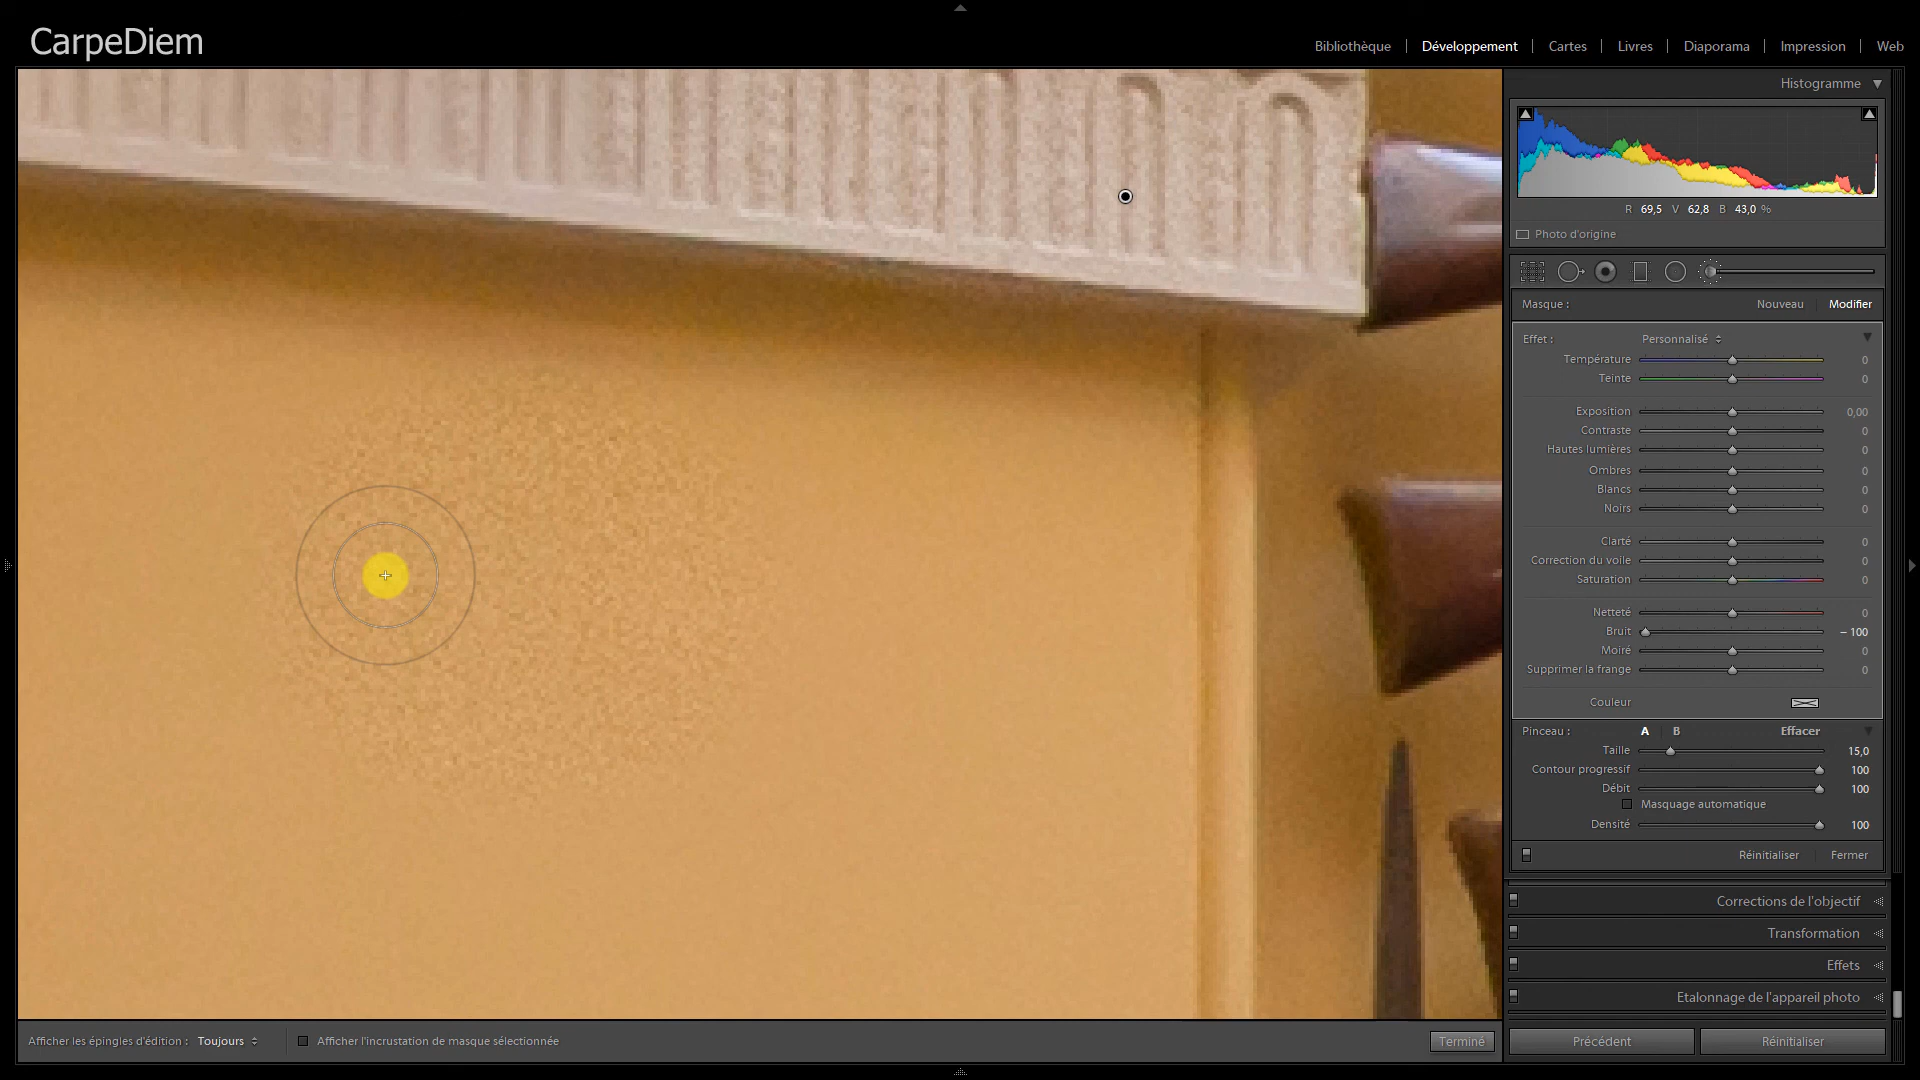 CarpeDiem
Bibliothèque | Développement | Cartes | Livres | Diaporama | Impression | Web
Histogramme
R 69,5 V 62,8 B 43,0 %
Photo d'origine
Masque : Nouveau Modifier
Effet : Personnalisé
Température 0
Teinte 0
Exposition 0,00
Contraste 0
Hautes lumières 0
Ombres 0
Blancs 0
Noirs 0
Clarté 0
Correction du voile 0
Saturation 0
Netteté 0
Bruit – 100
Moiré 0
Supprimer la frange 0
Couleur
Pinceau : A B Effacer
Taille 15,0
Contour progressif 100
Débit 100
Masquage automatique
Densité 100
Réinitialiser Fermer
Corrections de l'objectif
Transformation
Effets
Etalonnage de l'appareil photo
Afficher les épingles d'édition : Toujours Afficher l'incrustation de masque sélectionnée Terminé Précédent Réinitialiser